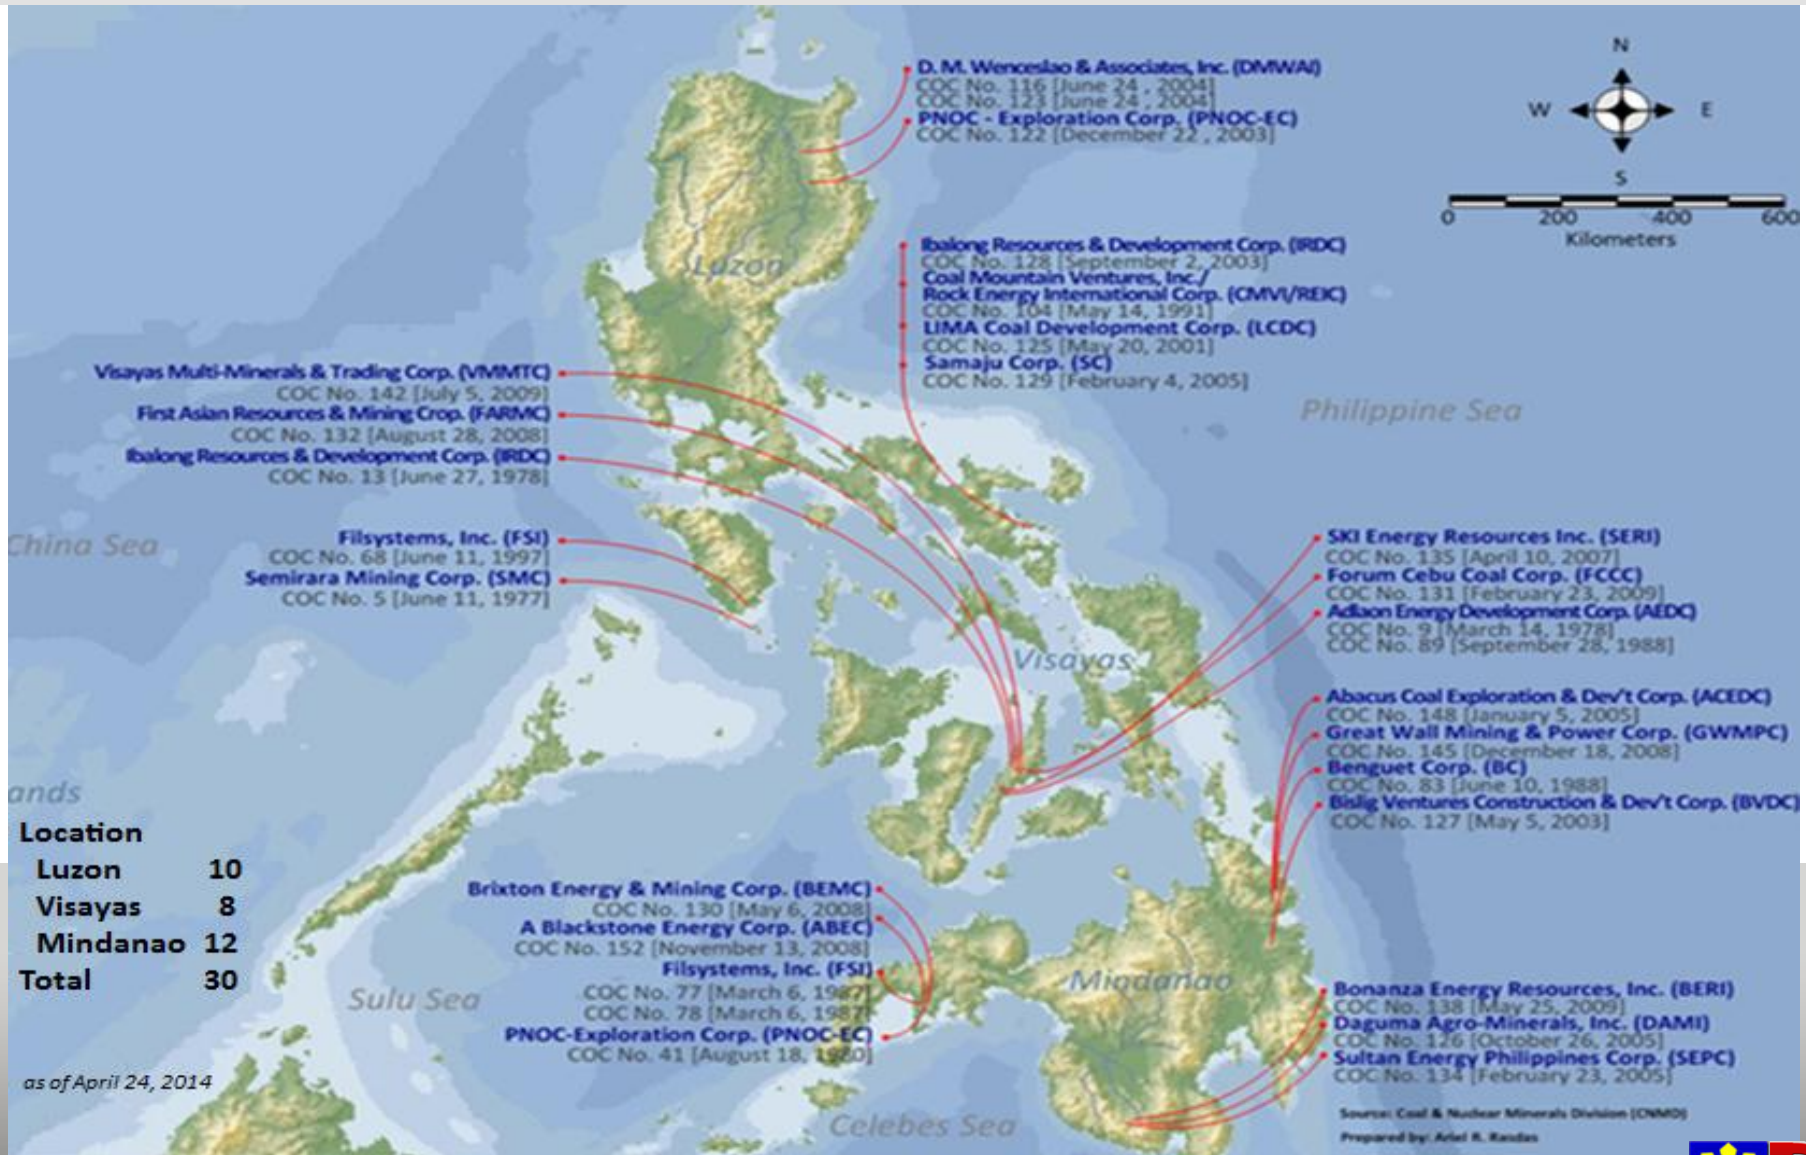 D. M. Wenceslao & Associates, Inc. (DMWAI)
COC No. 116 [June 24 , 2004]
COC No. 123 [June 24 , 2004]
PNOC - Exploration Corp. (PNOC-EC)
COC No. 122 [December 22 , 2003]
N
W
E
S
0 200 400 600
Kilometers
Luzon
Ibalong Resources & Development Corp. (IRDC)
COC No. 128 [September 2, 2003]
Coal Mountain Ventures, Inc./
Rock Energy International Corp. (CMVI/REIC)
COC No. 104 [May 14, 1991]
LIMA Coal Development Corp. (LCDC)
COC No. 125 [May 20, 2001]
Samaju Corp. (SC)
COC No. 129 [February 4, 2005]
Philippine Sea
Visayas Multi-Minerals & Trading Corp. (VMMTC)
COC No. 142 [July 5, 2009]
First Asian Resources & Mining Crop. (FARMC)
COC No. 132 [August 28, 2008]
Ibalong Resources & Development Corp. (IRDC)
COC No. 13 [June 27, 1978]
China Sea
Filsystems, Inc. (FSI)
COC No. 68 [June 11, 1997]
Semirara Mining Corp. (SMC)
COC No. 5 [June 11, 1977]
SKI Energy Resources Inc. (SERI)
COC No. 135 [April 10, 2007]
Forum Cebu Coal Corp. (FCCC)
COC No. 131 [February 23, 2009]
Adlaon Energy Development Corp. (AEDC)
COC No. 9 [March 14, 1978]
COC No. 89 [September 28, 1988]
Visayas
Abacus Coal Exploration & Dev't Corp. (ACEDC)
COC No. 148 [January 5, 2005]
Great Wall Mining & Power Corp. (GWMPC)
COC No. 145 [December 18, 2008]
Benguet Corp. (BC)
COC No. 83 [June 10, 1988]
Bislig Ventures Construction & Dev't Corp. (BVDC)
COC No. 127 [May 5, 2003]
ands
Location
Luzon 10
Visayas 8
Mindanao 12
Total 30
as of April 24, 2014
Brixton Energy & Mining Corp. (BEMC)
COC No. 130 [May 6, 2008]
A Blackstone Energy Corp. (ABEC)
COC No. 152 [November 13, 2008]
Filsystems, Inc. (FSI)
COC No. 77 [March 6, 1987]
COC No. 78 [March 6, 1987]
PNOC-Exploration Corp. (PNOC-EC)
COC No. 41 [August 18, 1980]
Sulu Sea
Mindanao
Celebes Sea
Bonanza Energy Resources, Inc. (BERI)
COC No. 138 [May 25, 2009]
Daguma Agro-Minerals, Inc. (DAMI)
COC No. 126 [October 26, 2005]
Sultan Energy Philippines Corp. (SEPC)
COC No. 134 [February 23, 2005]
Source: Coal & Nuclear Minerals Division (CNMD)
Prepared by: Ariel R. Rasdas